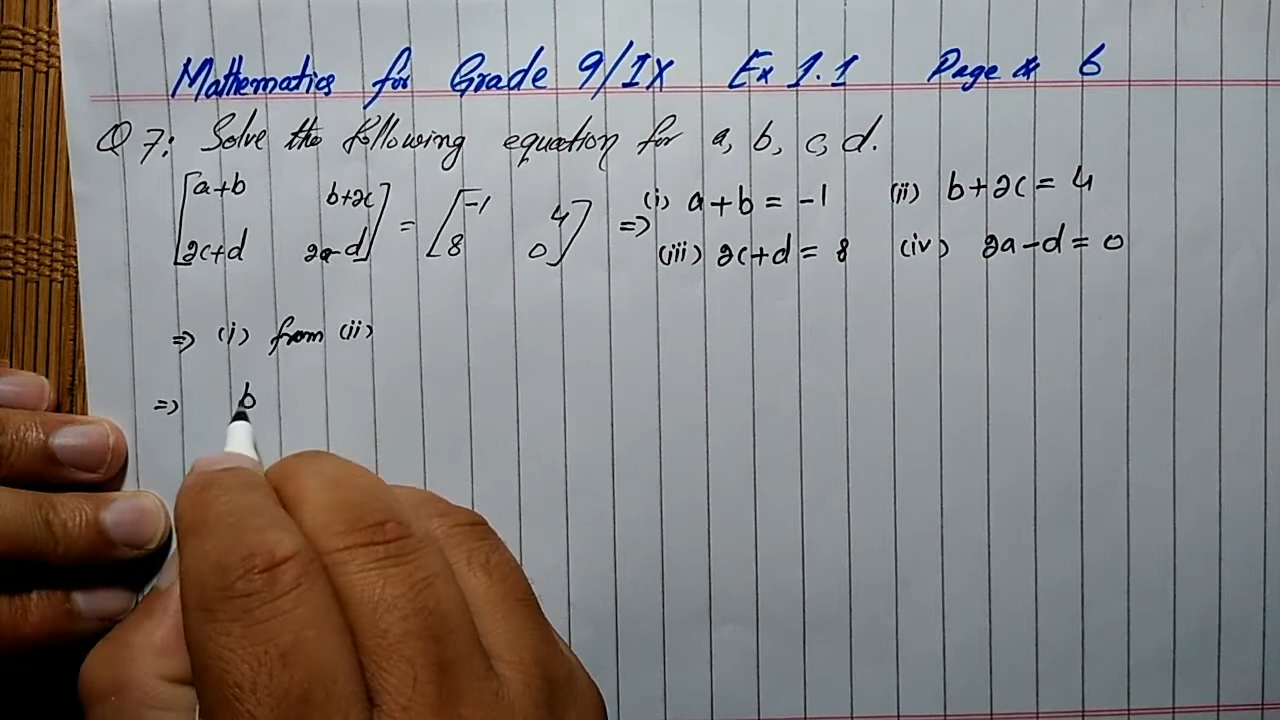 Mathematics for Grade 9/IX Ex 1.1 Page # 6
Q 7: Solve the following equation for a, b, c, d.
[a+b b+2c] = [-1 4] => (i) a+b = -1 (ii) b+2c = 4
[2c+d 2a-d] [8 0] (iii) 2c+d = 8 (iv) 2a-d = 0
=> (i) from (ii)
=> b